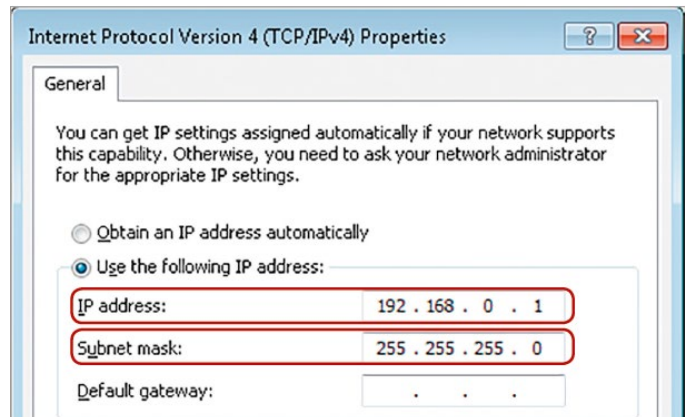 Internet Protocol Version 4 (TCP/IPv4) Properties
General
You can get IP settings assigned automatically if your network supports
this capability. Otherwise, you need to ask your network administrator
for the appropriate IP settings.
Obtain an IP address automatically
Use the following IP address:
IP address: 192 . 168 . 0 . 1
Subnet mask: 255 . 255 . 255 . 0
Default gateway: . . .